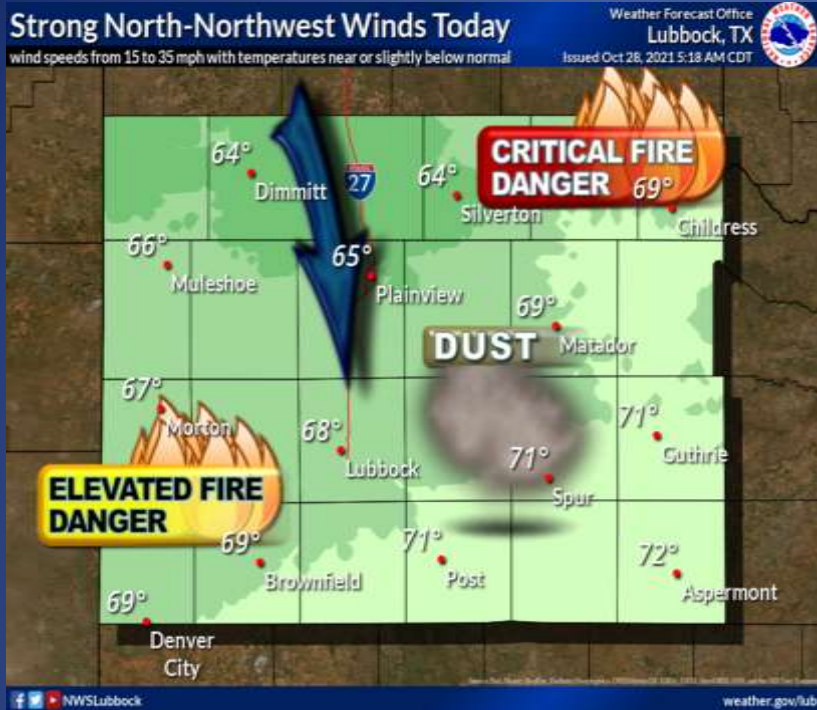 Strong North-Northwest Winds Today
wind speeds from 15 to 35 mph with temperatures near or slightly below normal
Weather Forecast Office
Lubbock, TX
Issued Oct 28, 2021 5:18 AM CDT
CRITICAL FIRE
DANGER
64°
Dimmitt
27
64°
Silverton
69°
Childress
66°
Muleshoe
65°
Plainview
69°
DUST
Matador
67°
Morton
68°
Lubbock
71°
Spur
71°
Guthrie
ELEVATED FIRE
DANGER
69°
Brownfield
71°
Post
72°
Aspermont
69°
Denver
City
NWSLubbock
weather.gov/lub